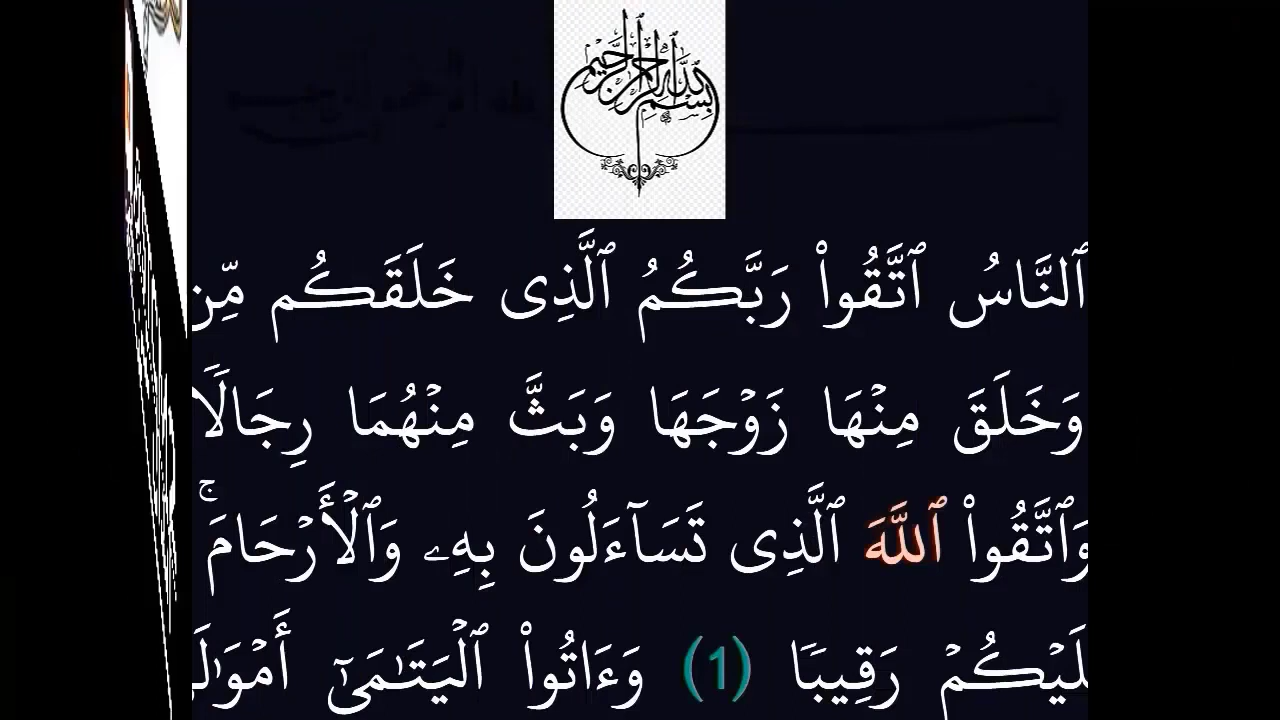 بسم الله الرحمن الرحيم
ٱلنَّاسُ ٱتَّقُوا۟ رَبَّكُمُ ٱلَّذِى خَلَقَكُم مِّن
وَخَلَقَ مِنۡهَا زَوۡجَهَا وَبَثَّ مِنۡهُمَا رِجَالٗا
وَٱتَّقُوا۟ ٱللَّهَ ٱلَّذِى تَسَآءَلُونَ بِهِۦ وَٱلۡأَرۡحَامَۚ
لَيۡكُمۡ رَقِيبٗا (1) وَءَاتُوا۟ ٱلۡيَتَٰمَىٰٓ أَمۡوَٰلَ